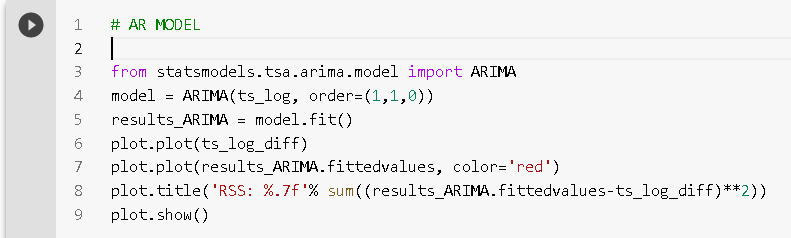 1 # AR MODEL
2
3 from statsmodels.tsa.arima.model import ARIMA
4 model = ARIMA(ts_log, order=(1,1,0))
5 results_ARIMA = model.fit()
6 plot.plot(ts_log_diff)
7 plot.plot(results_ARIMA.fittedvalues, color='red')
8 plot.title('RSS: %.7f'% sum((results_ARIMA.fittedvalues-ts_log_diff)**2))
9 plot.show()